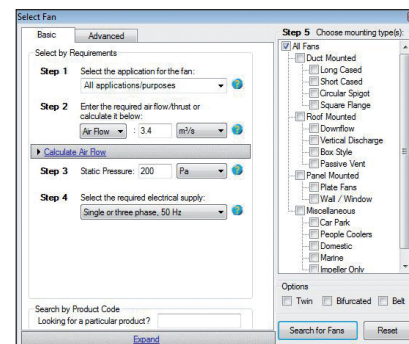 Select Fan
Basic
Advanced
Select by Requirements
Step 1
Select the application for the fan:
All applications/purposes
Step 2
Enter the required air flow/thrust or
calculate it below:
Air Flow
:
3.4
m³/s
Calculate Air Flow
Step 3
Static Pressure:
200
Pa
Step 4
Select the required electrical supply:
Single or three phase, 50 Hz
Search by Product Code
Looking for a particular product?
Expand
Step 5 Choose mounting type(s):
All Fans
Duct Mounted
Long Cased
Short Cased
Circular Spigot
Square Flange
Roof Mounted
Downflow
Vertical Discharge
Box Style
Passive Vent
Panel Mounted
Plate Fans
Wall / Window
Miscellaneous
Car Park
People Coolers
Domestic
Marine
Impeller Only
Options
Twin
Bifurcated
Belt
Search for Fans
Reset